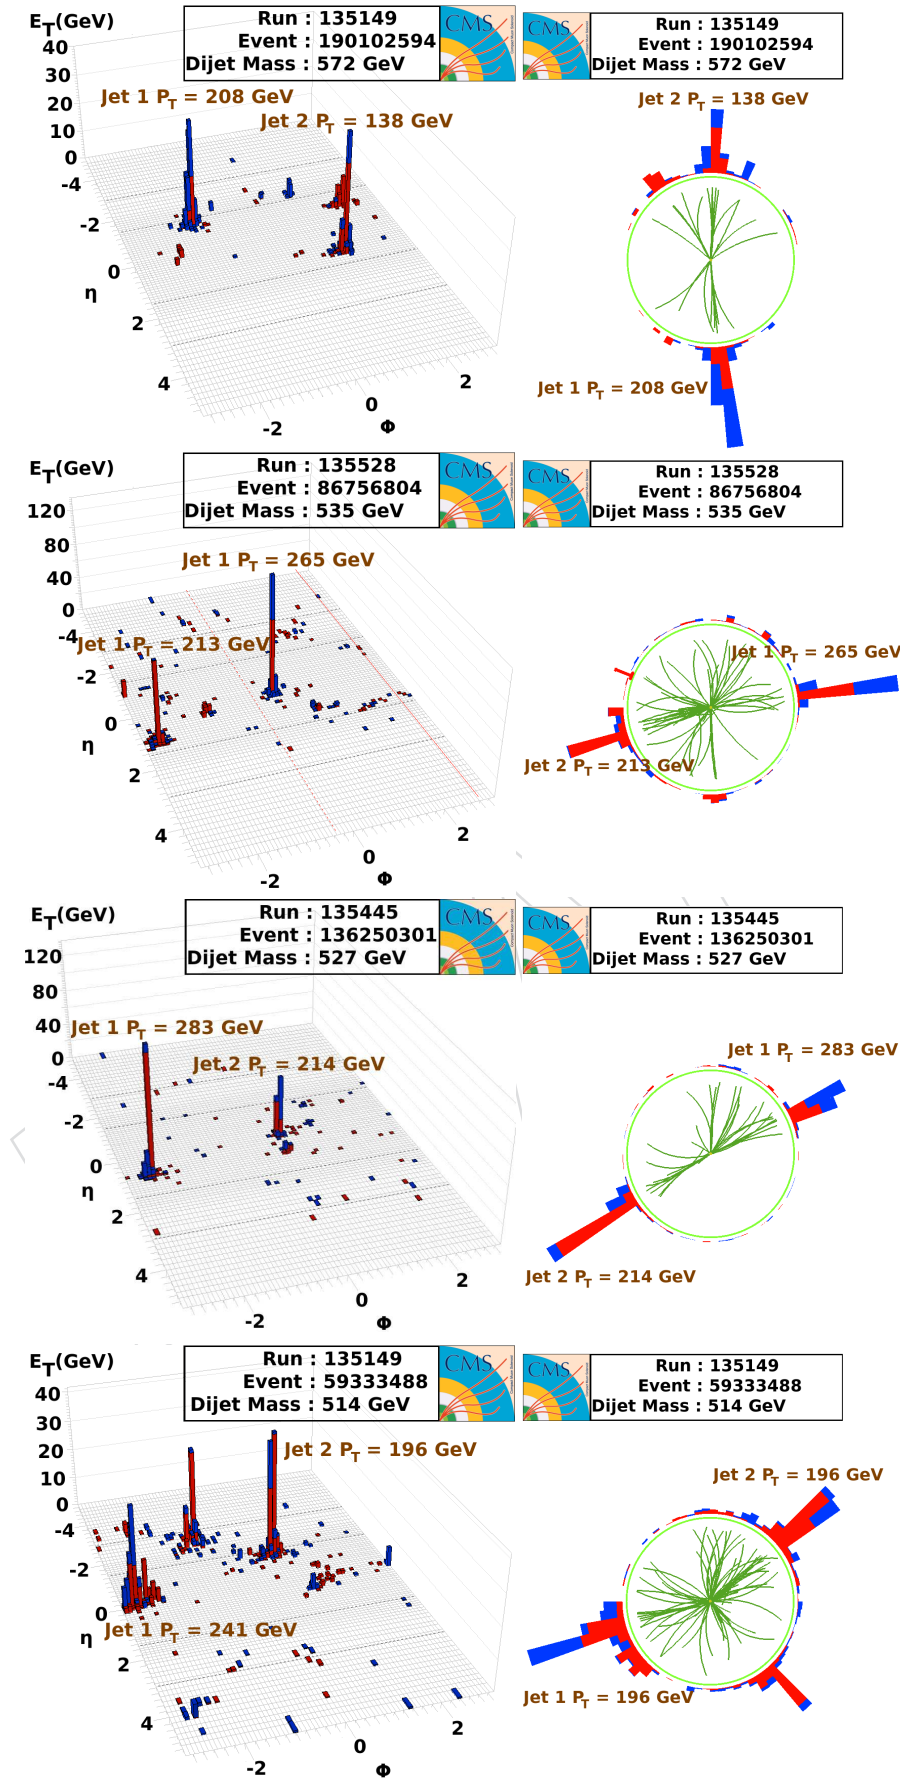 E_T(GeV)
Run : 135149
Event : 190102594
Dijet Mass : 572 GeV
CMS
40
30
20
10
0
-4
-2
0
η
2
4
-2
0
2
Φ
Jet 1 P_T = 208 GeV
Jet 2 P_T = 138 GeV
CMS
Run : 135149
Event : 190102594
Dijet Mass : 572 GeV
Jet 2 P_T = 138 GeV
Jet 1 P_T = 208 GeV
E_T(GeV)
Run : 135528
Event : 86756804
Dijet Mass : 535 GeV
CMS
120
80
40
0
-4
-2
0
η
2
4
-2
0
2
Φ
Jet 1 P_T = 265 GeV
Jet 1 P_T = 213 GeV
CMS
Run : 135528
Event : 86756804
Dijet Mass : 535 GeV
Jet 1 P_T = 265 GeV
Jet 2 P_T = 213 GeV
E_T(GeV)
Run : 135445
Event : 136250301
Dijet Mass : 527 GeV
CMS
120
80
40
0
-4
-2
0
η
2
4
-2
0
2
Φ
Jet 1 P_T = 283 GeV
Jet 2 P_T = 214 GeV
CMS
Run : 135445
Event : 136250301
Dijet Mass : 527 GeV
Jet 1 P_T = 283 GeV
Jet 2 P_T = 214 GeV
E_T(GeV)
Run : 135149
Event : 59333488
Dijet Mass : 514 GeV
CMS
40
30
20
10
0
-4
-2
0
η
2
4
-2
0
2
Φ
Jet 2 P_T = 196 GeV
Jet 1 P_T = 241 GeV
CMS
Run : 135149
Event : 59333488
Dijet Mass : 514 GeV
Jet 2 P_T = 196 GeV
Jet 1 P_T = 196 GeV